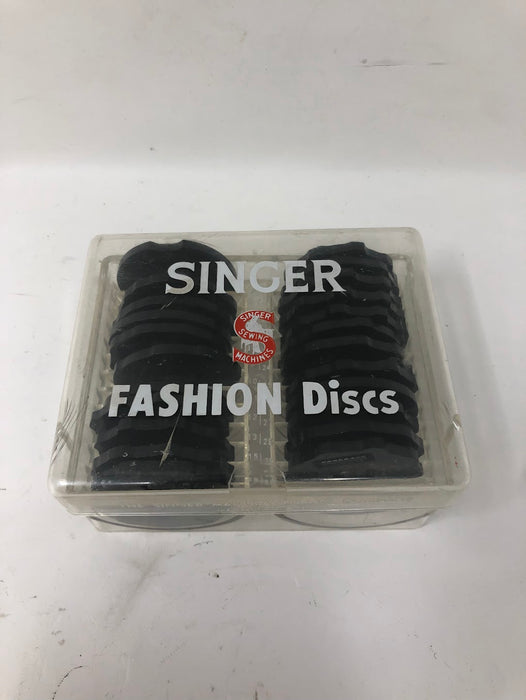 SINGER
SINGER
SEWING
MACHINES
FASHION Discs